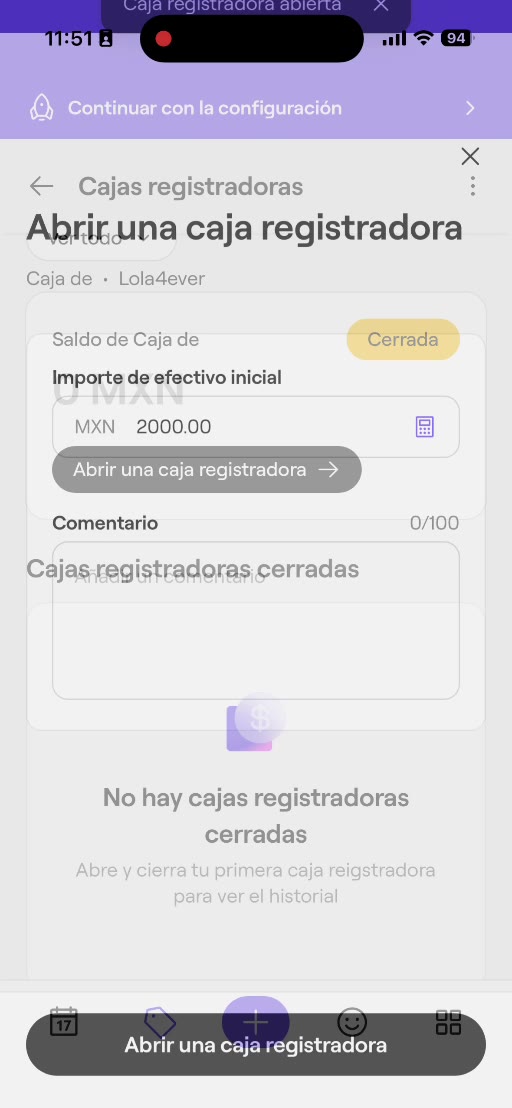 Caja registradora abierta
11:51
94
Continuar con la configuración
Cajas registradoras
Abrir una caja registradora
Ver todo
Caja de • Lola4ever
Saldo de Caja de
Cerrada
Importe de efectivo inicial
0 MXN
MXN 2000.00
Abrir una caja registradora
Comentario
0/100
Cajas registradoras cerradas
Añadir un comentario
$
No hay cajas registradoras
cerradas
Abre y cierra tu primera caja reigstradora
para ver el historial
17
Abrir una caja registradora